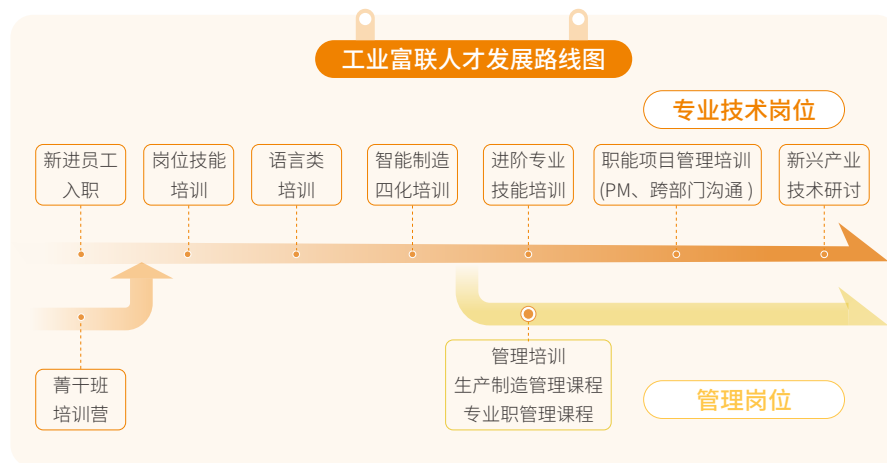 工业富联人才发展路线图
专业技术岗位
新进员工
入职
岗位技能
培训
语言类
培训
智能制造
四化培训
进阶专业
技能培训
职能项目管理培训
(PM、跨部门沟通 )
新兴产业
技术研讨
菁干班
培训营
管理培训
生产制造管理课程
专业职管理课程
管理岗位